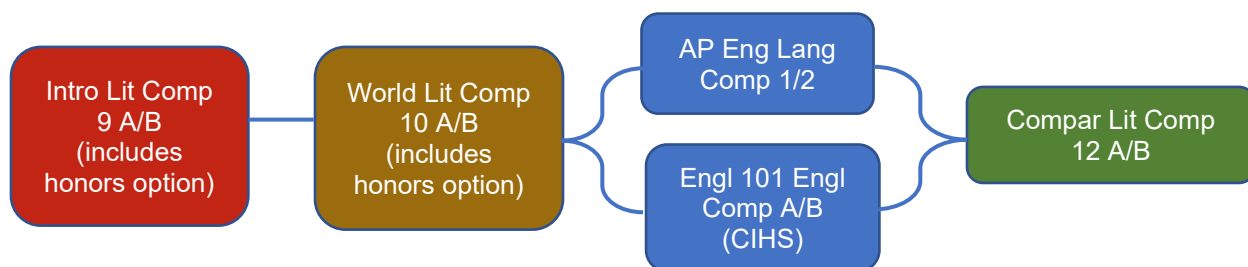 Intro Lit Comp
9 A/B
(includes
honors option)
World Lit Comp
10 A/B
(includes
honors option)
AP Eng Lang
Comp 1/2
Engl 101 Engl
Comp A/B
(CIHS)
Compar Lit Comp
12 A/B